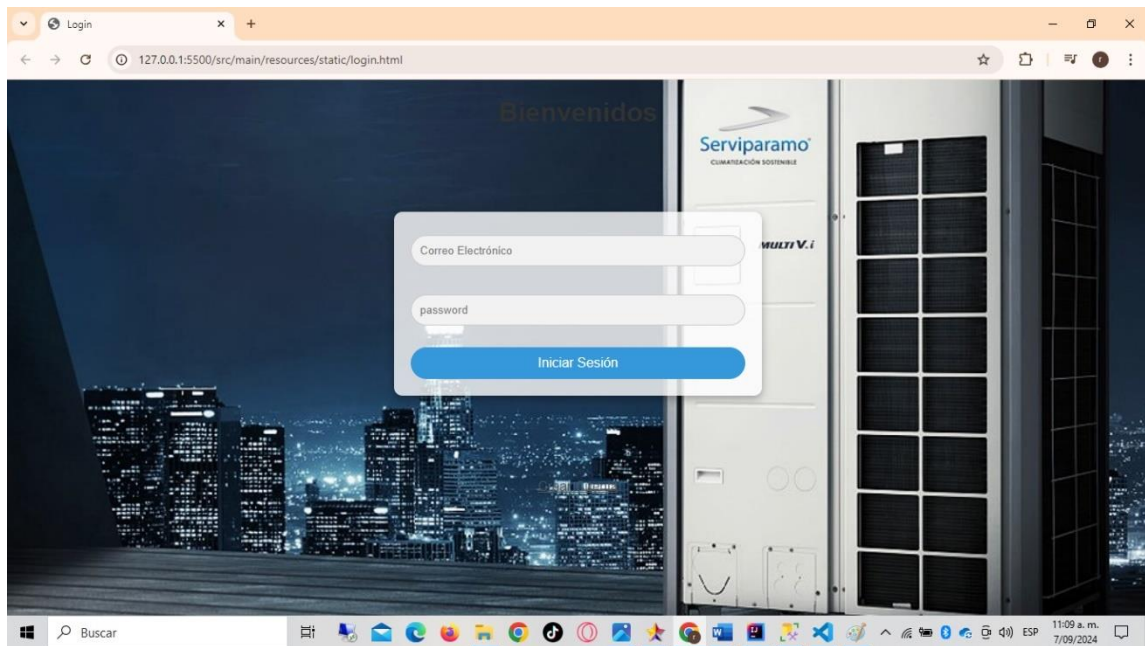 Login
127.0.0.1:5500/src/main/resources/static/login.html
Bienvenidos
Serviparamo
CLIMATIZACIÓN SOSTENIBLE
MULTI V.i
Correo Electrónico
password
Iniciar Sesión
Buscar
ESP
11:09 a. m.
7/09/2024